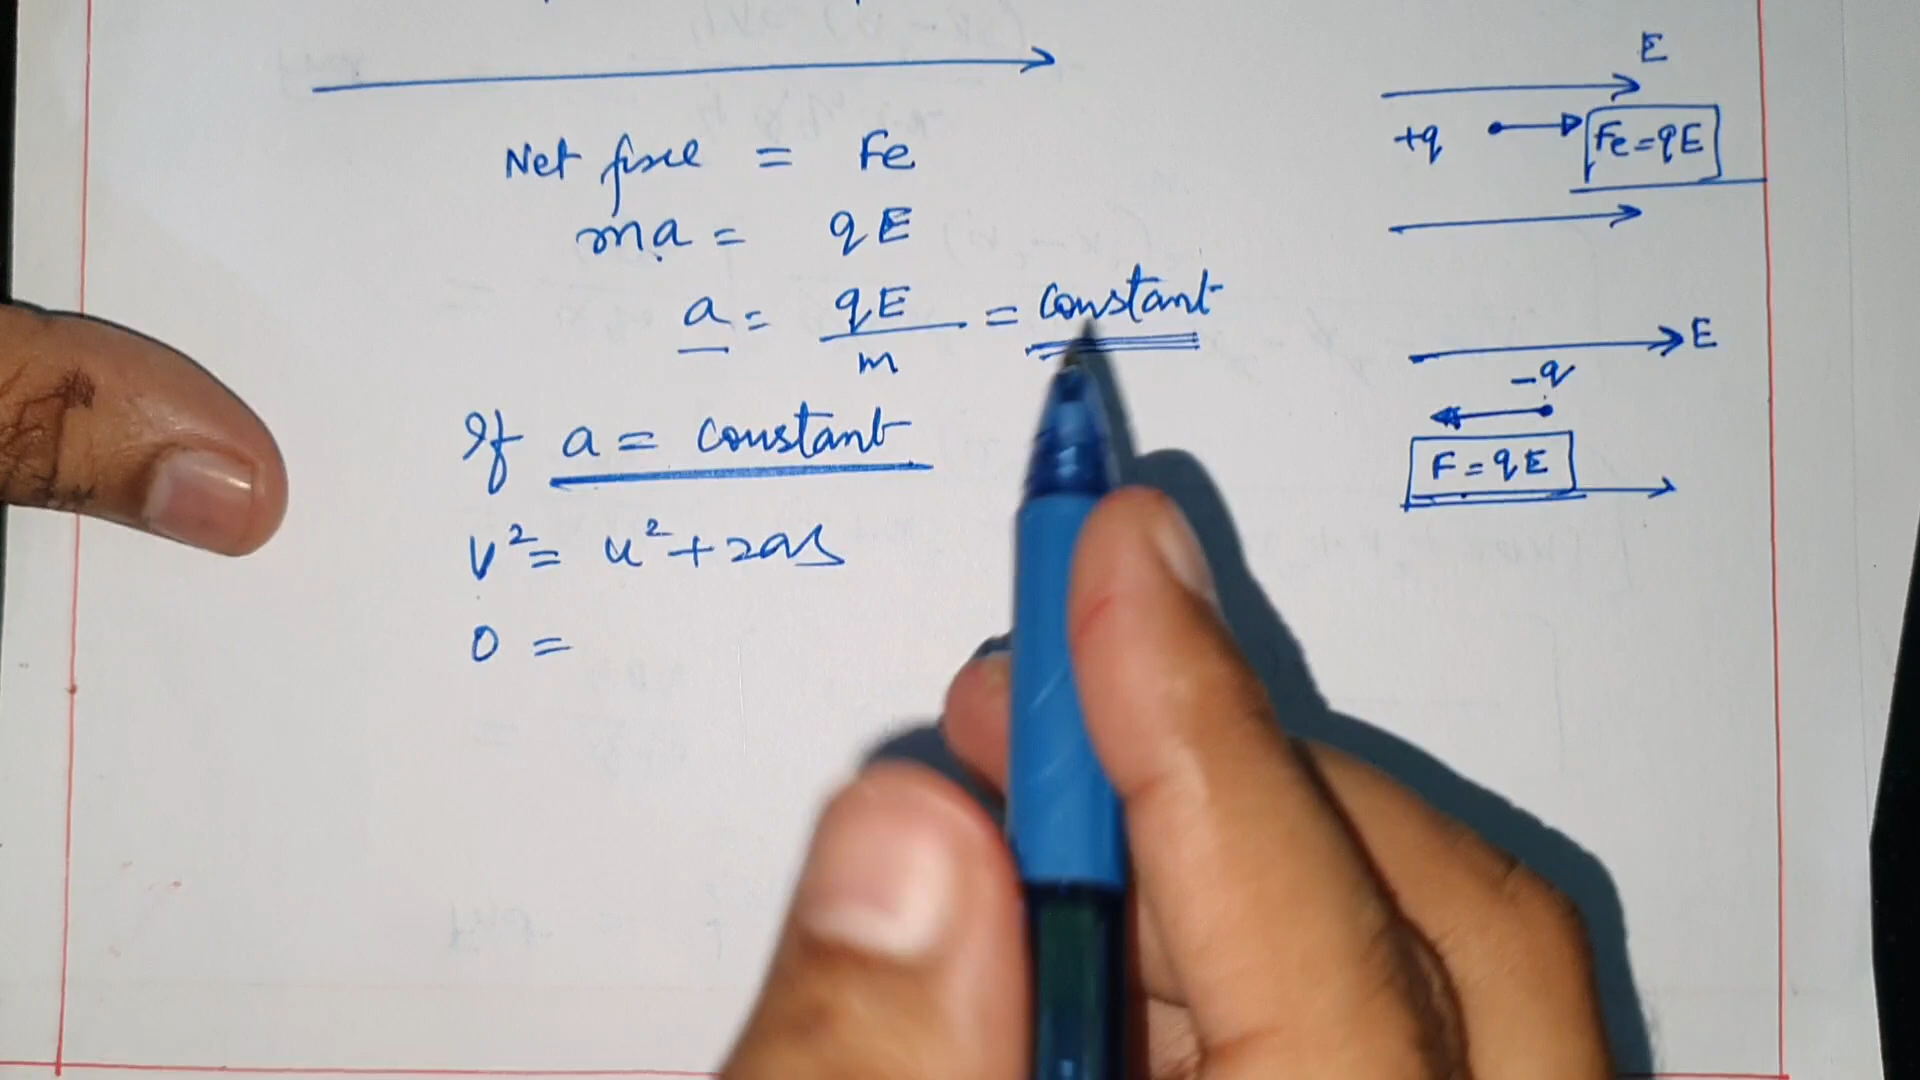 Net force = Fe
ma = qE
a = qE/m = constant
If a = constant
v² = u² + 2as
0 =
E
+q
Fe = qE
E
-q
F = qE